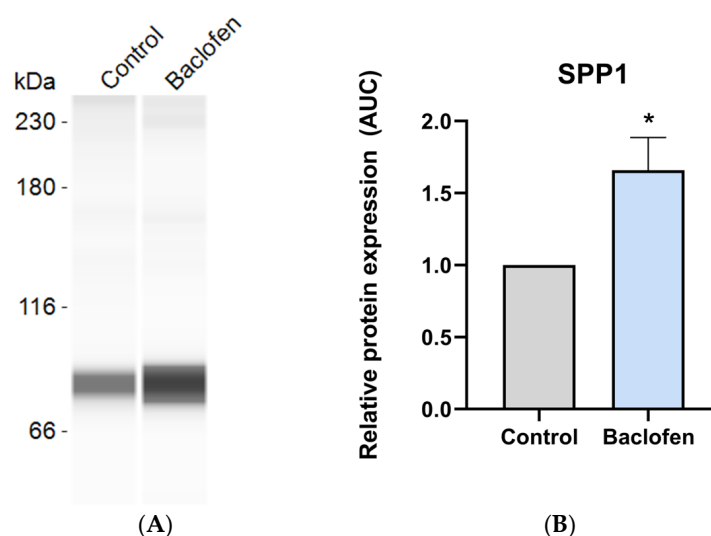 kDa
Control
Baclofen
230 -
180 -
116 -
66 -
(A)
SPP1
Relative protein expression (AUC)
2.0
1.5
1.0
0.5
0.0
*
Control
Baclofen
(B)